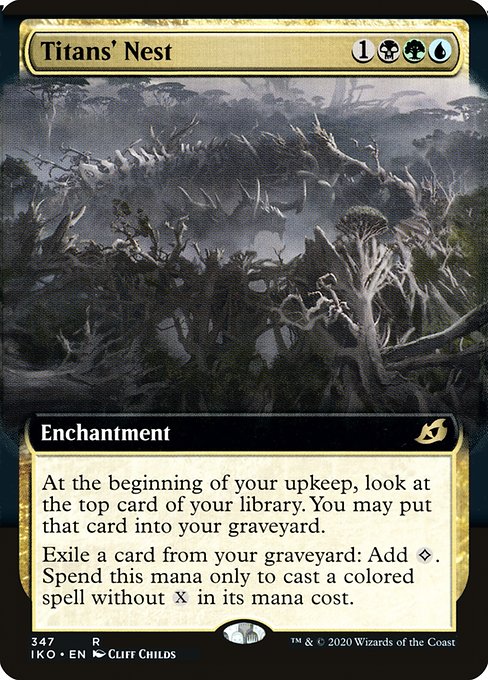 Titans' Nest 1
Enchantment
At the beginning of your upkeep, look at
the top card of your library. You may put
that card into your graveyard.
Exile a card from your graveyard: Add .
Spend this mana only to cast a colored
spell without X in its mana cost.
347 R
IKO • EN Cliff Childs
™ & © 2020 Wizards of the Coast